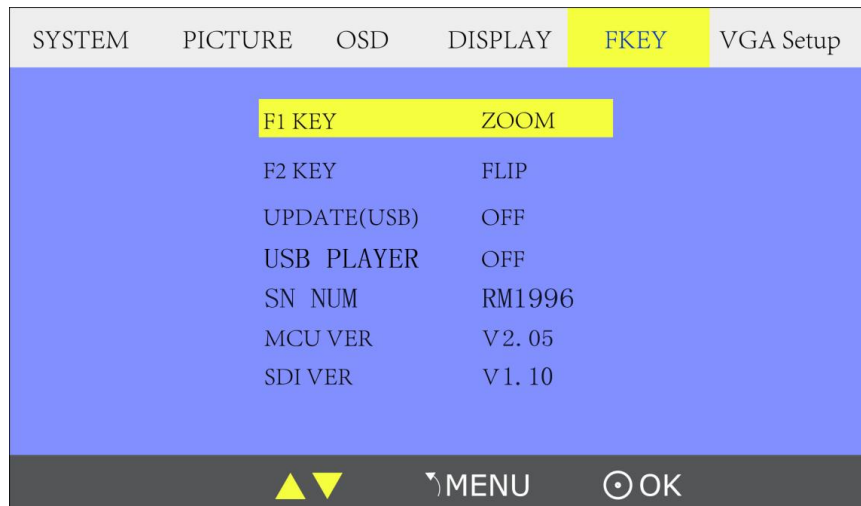 SYSTEM PICTURE OSD DISPLAY FKEY VGA Setup
F1 KEY ZOOM
F2 KEY FLIP
UPDATE(USB) OFF
USB PLAYER OFF
SN NUM RM1996
MCU VER V2.05
SDI VER V1.10
MENU OK